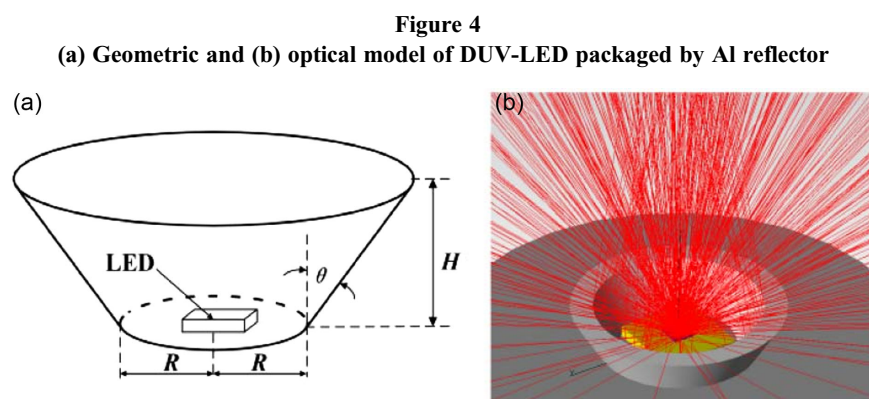 Figure 4
(a) Geometric and (b) optical model of DUV-LED packaged by Al reflector
(a)
(b)
LED
θ
H
R
R